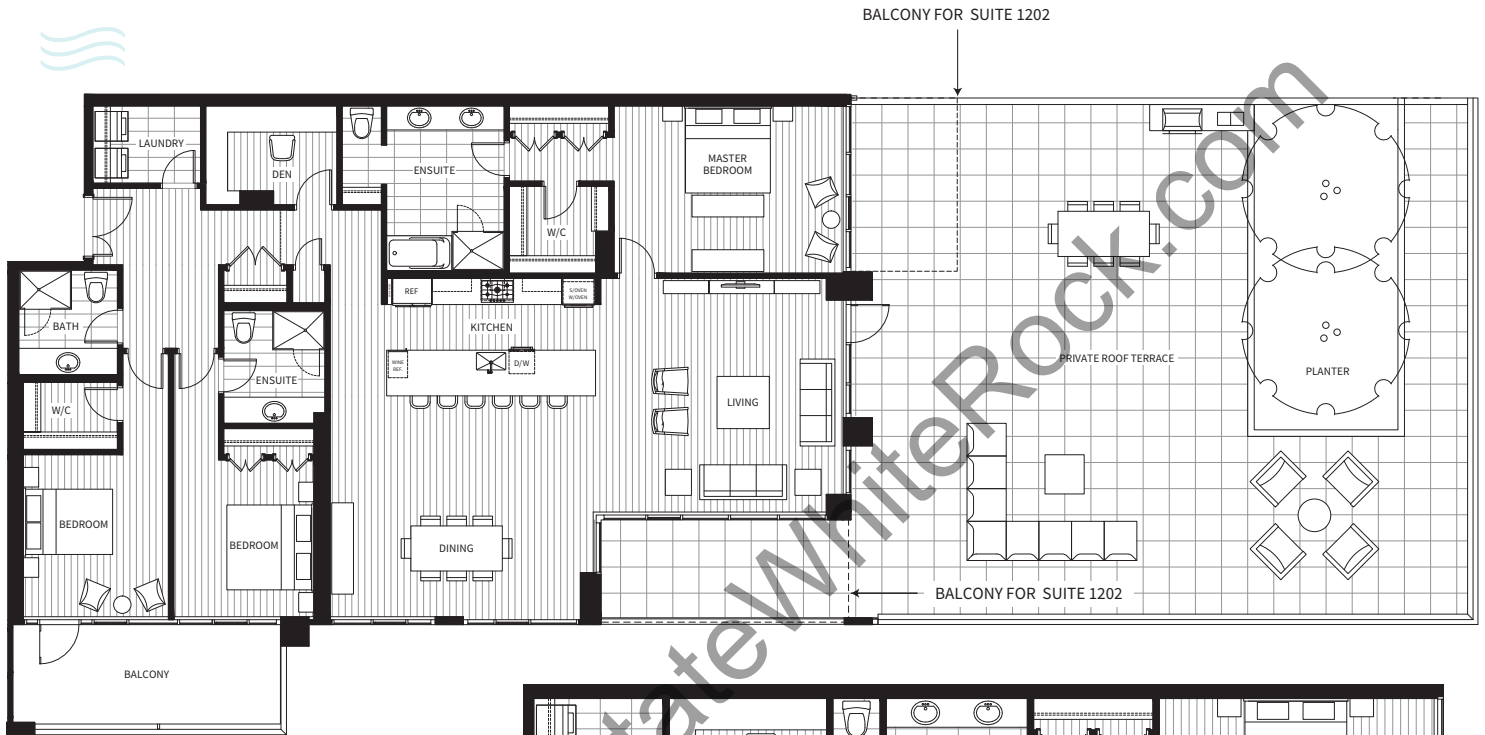 BALCONY FOR SUITE 1202
LAUNDRY
DEN
ENSUITE
W/C
MASTER
BEDROOM
REF
S/OVEN
W/OVEN
KITCHEN
WINE
REF.
D/W
BATH
ENSUITE
W/C
LIVING
PRIVATE ROOF TERRACE
PLANTER
BEDROOM
BEDROOM
DINING
BALCONY FOR SUITE 1202
BALCONY
tateWhiteRock.com